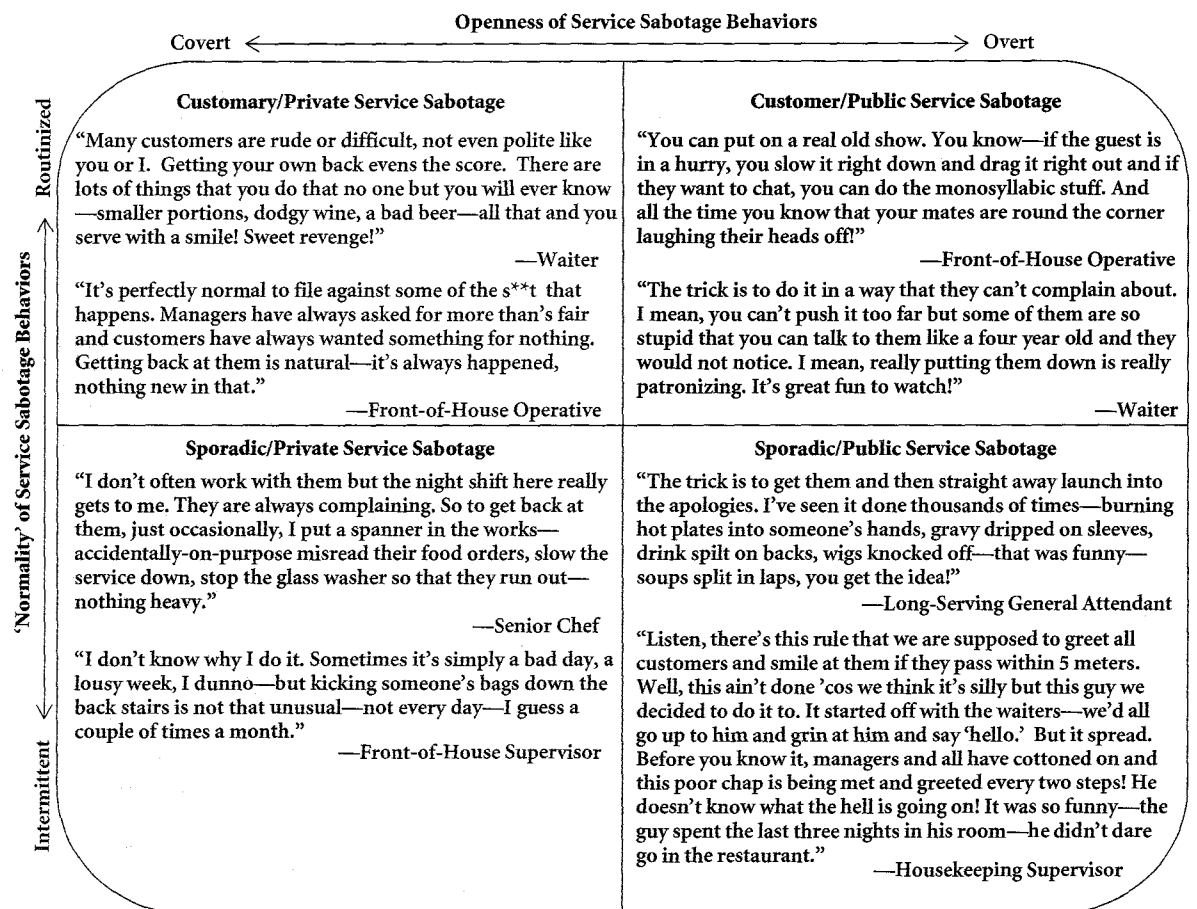 Openness of Service Sabotage Behaviors
Covert
Overt
'Normality' of Service Sabotage Behaviors
Routinized
Intermittent
Customary/Private Service Sabotage
“Many customers are rude or difficult, not even polite like
you or I. Getting your own back evens the score. There are
lots of things that you do that no one but you will ever know
—smaller portions, dodgy wine, a bad beer—all that and you
serve with a smile! Sweet revenge!”
—Waiter
“It’s perfectly normal to file against some of the s**t that
happens. Managers have always asked for more than’s fair
and customers have always wanted something for nothing.
Getting back at them is natural—it’s always happened,
nothing new in that.”
—Front-of-House Operative
Customer/Public Service Sabotage
“You can put on a real old show. You know—if the guest is
in a hurry, you slow it right down and drag it right out and if
they want to chat, you can do the monosyllabic stuff. And
all the time you know that your mates are round the corner
laughing their heads off!”
—Front-of-House Operative
“The trick is to do it in a way that they can’t complain about.
I mean, you can’t push it too far but some of them are so
stupid that you can talk to them like a four year old and they
would not notice. I mean, really putting them down is really
patronizing. It’s great fun to watch!”
—Waiter
Sporadic/Private Service Sabotage
“I don’t often work with them but the night shift here really
gets to me. They are always complaining. So to get back at
them, just occasionally, I put a spanner in the works—
accidentally-on-purpose misread their food orders, slow the
service down, stop the glass washer so that they run out—
nothing heavy.”
—Senior Chef
“I don’t know why I do it. Sometimes it’s simply a bad day, a
lousy week, I dunno—but kicking someone’s bags down the
back stairs is not that unusual—not every day—I guess a
couple of times a month.”
—Front-of-House Supervisor
Sporadic/Public Service Sabotage
“The trick is to get them and then straight away launch into
the apologies. I’ve seen it done thousands of times—burning
hot plates into someone’s hands, gravy dripped on sleeves,
drink spilt on backs, wigs knocked off—that was funny—
soups split in laps, you get the idea!”
—Long-Serving General Attendant
“Listen, there’s this rule that we are supposed to greet all
customers and smile at them if they pass within 5 meters.
Well, this ain’t done ’cos we think it’s silly but this guy we
decided to do it to. It started off with the waiters—we’d all
go up to him and grin at him and say ‘hello.’ But it spread.
Before you know it, managers and all have cottoned on and
this poor chap is being met and greeted every two steps! He
doesn’t know what the hell is going on! It was so funny—the
guy spent the last three nights in his room—he didn’t dare
go in the restaurant.”
—Housekeeping Supervisor